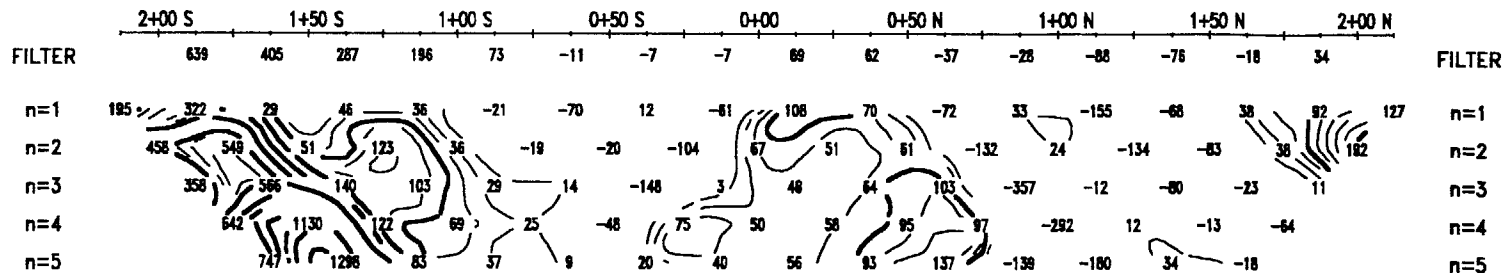 2+00 S 1+50 S 1+00 S 0+50 S 0+00 0+50 N 1+00 N 1+50 N 2+00 N
FILTER 639 405 287 196 73 -11 -7 -7 69 62 -37 -28 -88 -76 -18 34 FILTER
n=1 195 322 29 46 36 -21 -70 12 -61 108 70 -72 33 -155 -68 38 92 127 n=1
n=2 458 549 51 123 36 -19 -20 -104 67 51 61 -132 24 -134 -83 38 192 n=2
n=3 358 566 140 103 29 14 -148 3 48 64 103 -357 -12 -80 -23 11 n=3
n=4 642 1130 122 69 25 -48 75 50 58 95 97 -292 12 -13 -64 n=4
n=5 747 1298 83 37 9 20 40 56 93 137 -139 -180 34 -18 n=5